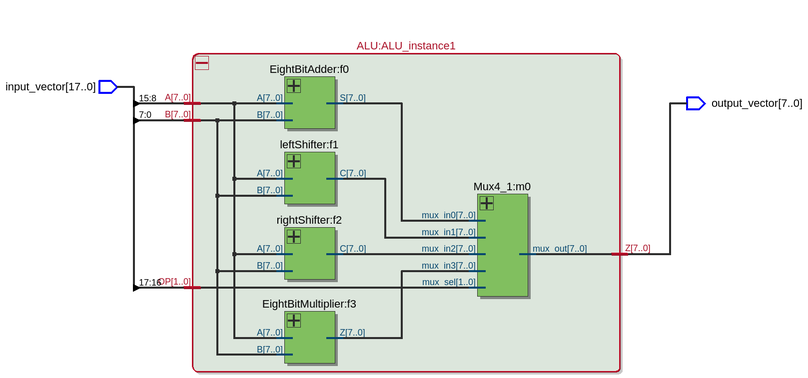 ALU:ALU_instance1
EightBitAdder:f0
input_vector[17..0]
15:8 A[7..0] A[7..0] S[7..0] output_vector[7..0]
7:0 B[7..0] B[7..0]
leftShifter:f1
A[7..0] C[7..0]
Mux4_1:m0
B[7..0]
rightShifter:f2 mux_in0[7..0]
mux_in1[7..0]
A[7..0] C[7..0] mux_in2[7..0] mux_out[7..0] Z[7..0]
B[7..0] mux_in3[7..0]
17:16 OP[1..0] mux_sel[1..0]
EightBitMultiplier:f3
A[7..0] Z[7..0]
B[7..0]